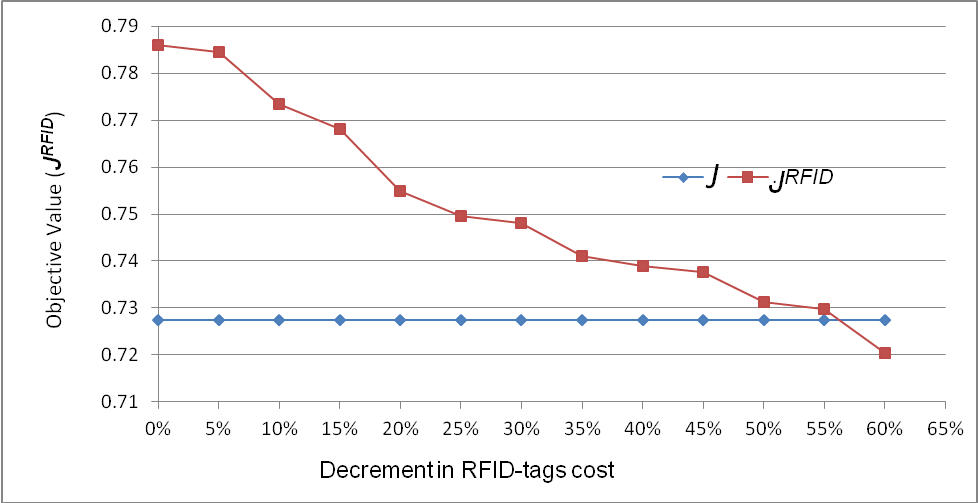 0.79
0.78
0.77
0.76
0.75
0.74
0.73
0.72
0.71
Objective Value (J^RFID)
J
J^RFID
0% 5% 10% 15% 20% 25% 30% 35% 40% 45% 50% 55% 60% 65%
Decrement in RFID-tags cost